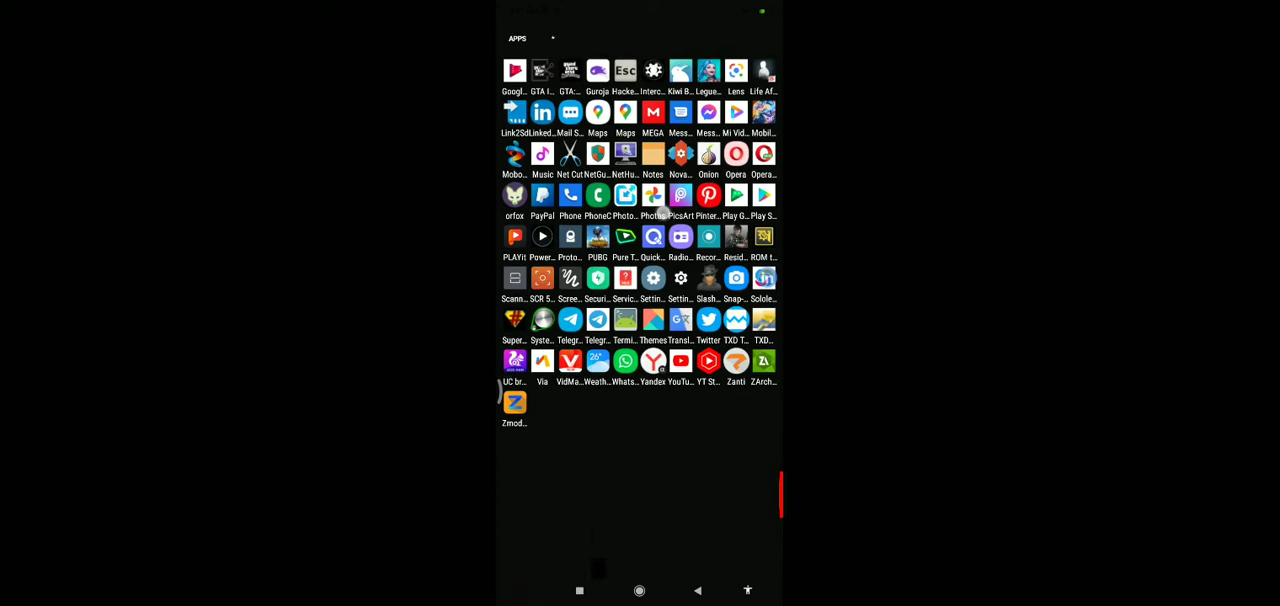 APPS
Googl... GTA I... GTA:... Guroja Hacke... Interc... Kiwi B... Legue... Lens Life Af...
Link2Sd Linked... Mail S... Maps Maps MEGA Mess... Mess... Mi Vid... Mobil...
Mobo... Music Net Cut NetGu... NetHu... Notes Nova... Onion Opera Opera...
orfox PayPal Phone PhoneC Photo... Photos PicsArt Pinter... Play G... Play S...
PLAYit Power... Proto... PUBG Pure T... Quick... Radio... Recor... Resid... ROM t...
Scann... SCR 5... Scree... Securi... Servic... Settin... Settin... Slash... Snap-... Solole...
Super... Syste... Telegr... Telegr... Termi... Themes Transl... Twitter TXD T... TXD...
UC br... Via VidMa... Weath... Whats... Yandex YouTu... YT St... Zanti ZArch...
Zmod...